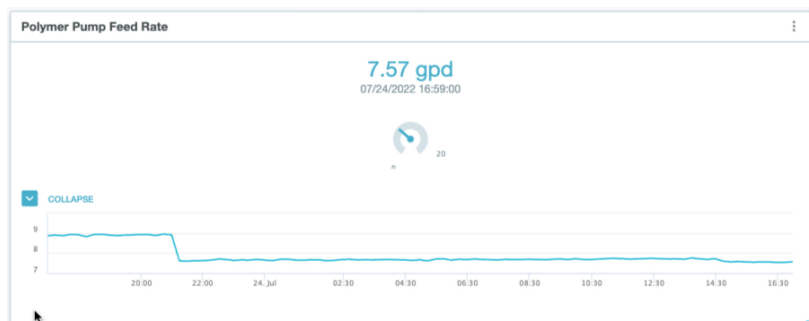 Polymer Pump Feed Rate
7.57 gpd
07/24/2022 16:59:00
20
0
COLLAPSE
9
8
7
20:00 22:00 24. Jul 02:30 04:30 06:30 08:30 10:30 12:30 14:30 16:30